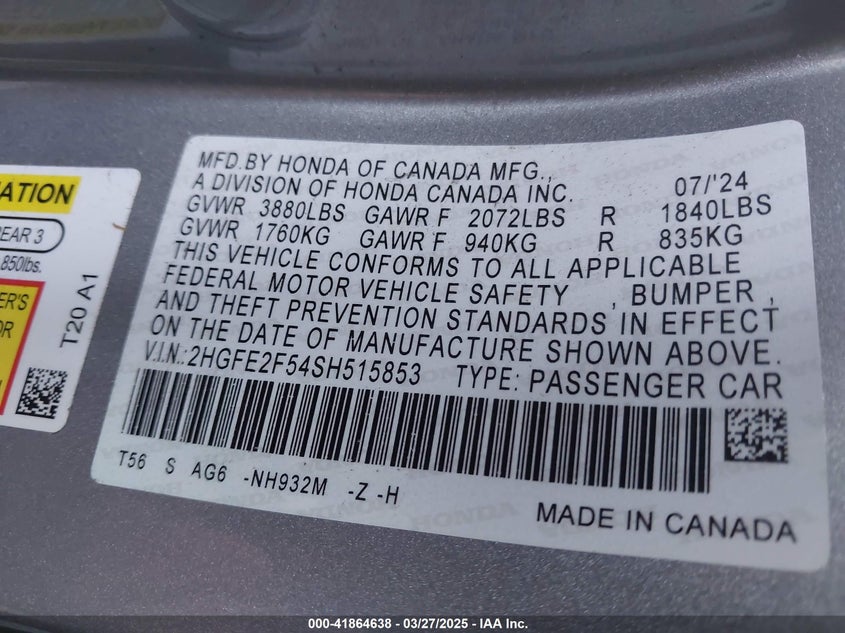 ATION
REAR 3
850lbs.
ER'S
OR
T20 A1
MFD.BY HONDA OF CANADA MFG.,
A DIVISION OF HONDA CANADA INC. 07/'24
GVWR 3880LBS GAWR F 2072LBS R 1840LBS
GVWR 1760KG GAWR F 940KG R 835KG
THIS VEHICLE CONFORMS TO ALL APPLICABLE
FEDERAL MOTOR VEHICLE SAFETY , BUMPER ,
AND THEFT PREVENTION STANDARDS IN EFFECT
ON THE DATE OF MANUFACTURE SHOWN ABOVE.
V.I.N.:2HGFE2F54SH515853 TYPE: PASSENGER CAR
T56 S AG6 -NH932M -Z -H
MADE IN CANADA
000-41864638 - 03/27/2025 - IAA Inc.